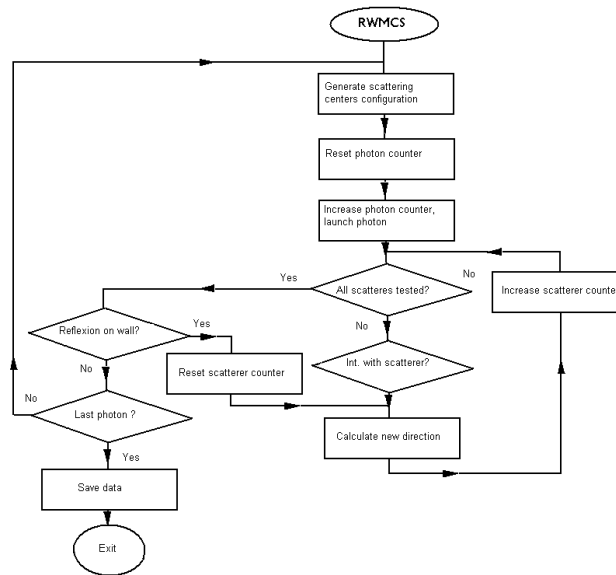 RWMCS
Generate scattering
centers configuration
Reset photon counter
Increase photon counter,
launch photon
Yes
All scatteres tested?
No
Increase scatterer counter
Reflexion on wall?
Yes
No
Int. with scatterer?
No
Reset scatterer counter
No
Last photon ?
Calculate new direction
Yes
Save data
Exit